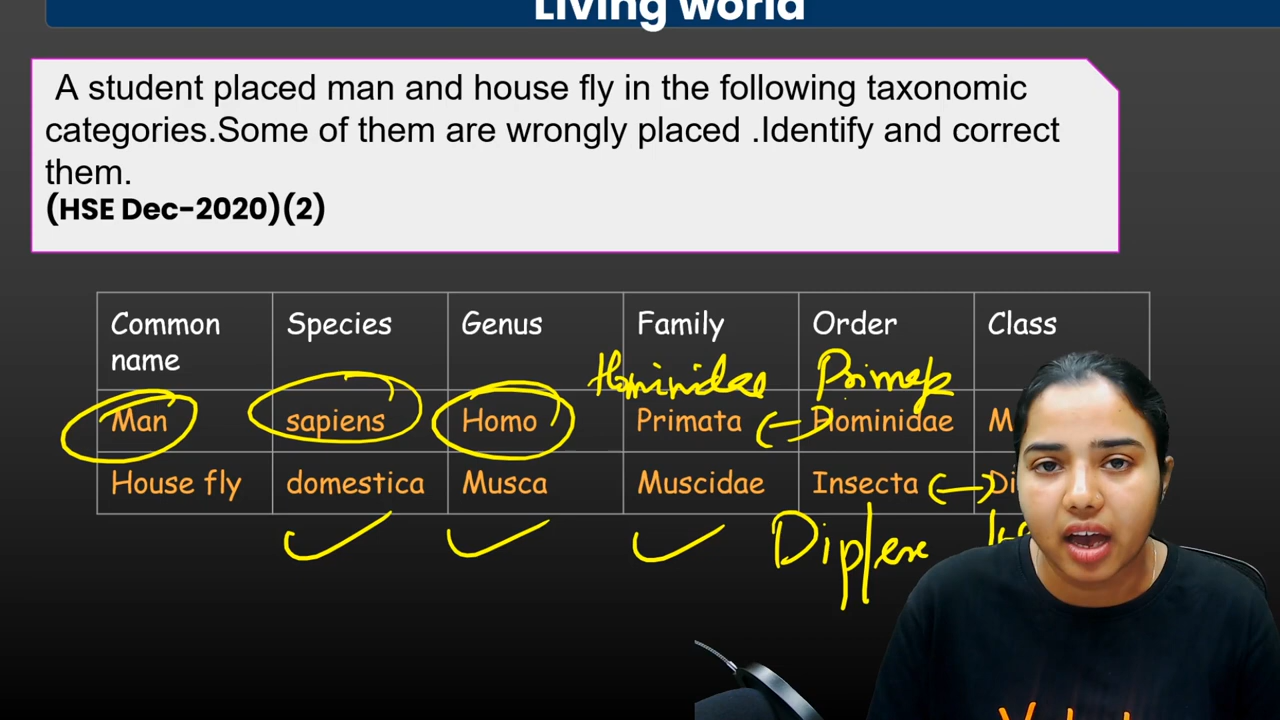 Living world
A student placed man and house fly in the following taxonomic
categories.Some of them are wrongly placed .Identify and correct
them.
(HSE Dec-2020)(2)
Common name Species Genus Family Order Class
Hominidae
Man sapiens Homo Primata Hominidae M
House fly domestica Musca Muscidae Insecta Di